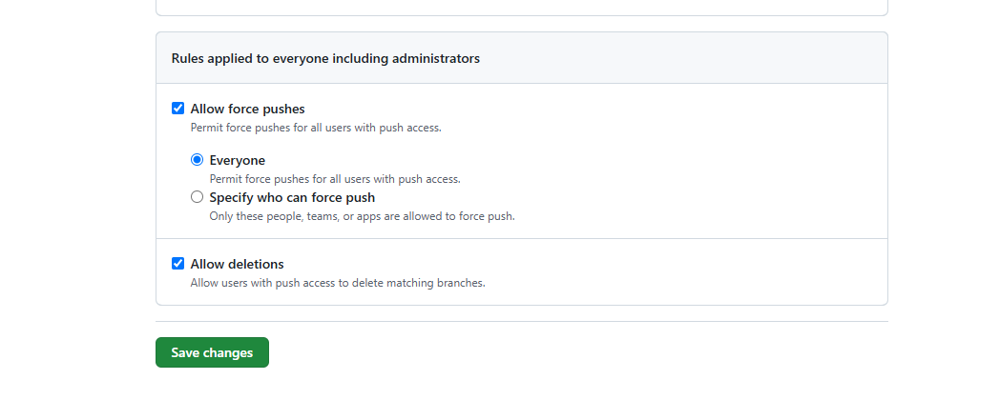 Rules applied to everyone including administrators
Allow force pushes
Permit force pushes for all users with push access.
Everyone
Permit force pushes for all users with push access.
Specify who can force push
Only these people, teams, or apps are allowed to force push.
Allow deletions
Allow users with push access to delete matching branches.
Save changes